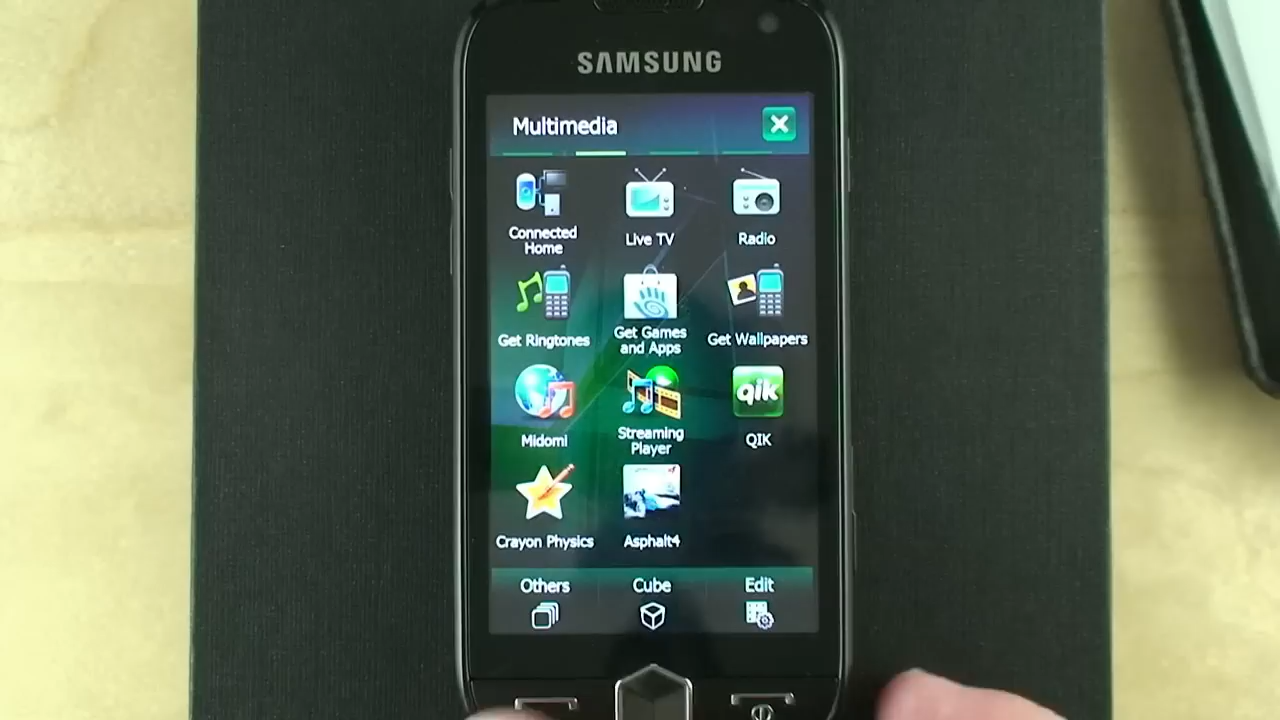 SAMSUNG
Multimedia
Connected
Home
Live TV
Radio
Get Ringtones
Get Games
and Apps
Get Wallpapers
qik
Midomi
Streaming
Player
QIK
Crayon Physics
Asphalt4
Others
Cube
Edit